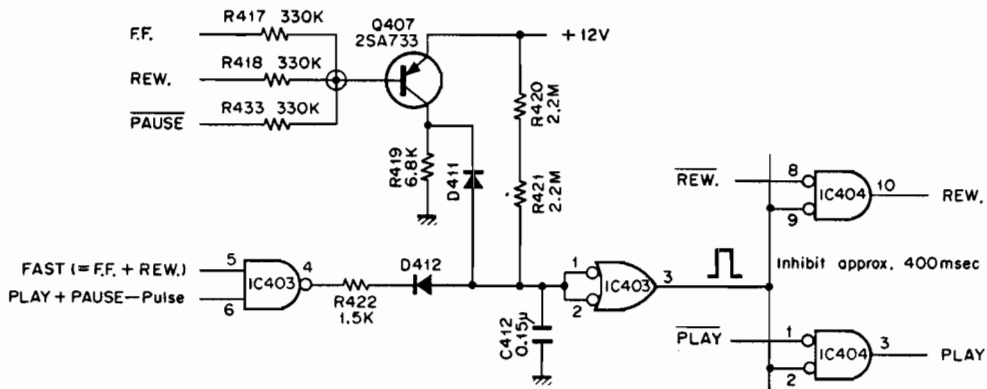 R417 330K
F.F.
Q407
2SA733
+12V
R418 330K
REW.
R433 330K
PAUSE
R420
2.2M
R419
6.8K
D411
R421
2.2M
REW.
8
9
IC404
10
REW.
FAST (=F.F. + REW.)
5
4
IC403
PLAY + PAUSE—Pulse
6
R422
1.5K
D412
1
2
IC403
3
Inhibit approx. 400msec
C412
0.15μ
PLAY
1
2
IC404
3
PLAY